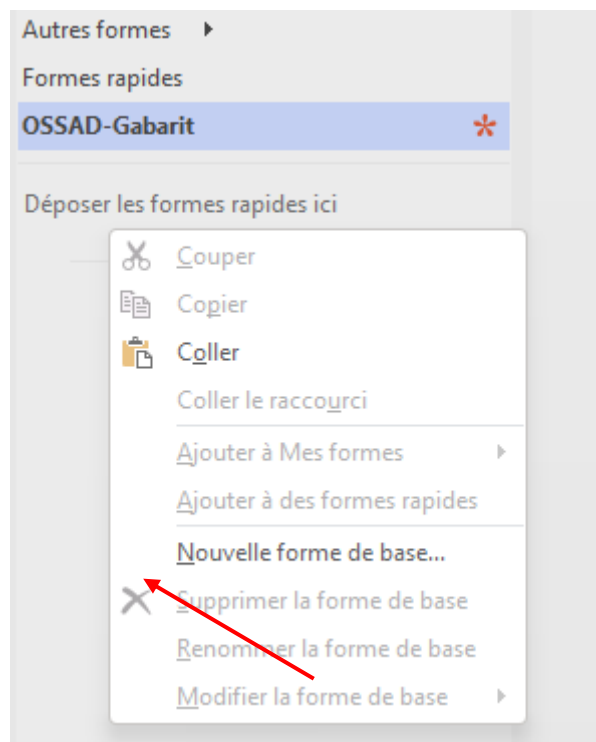 Autres formes
Formes rapides
OSSAD-Gabarit
Déposer les formes rapides ici
Couper
Copier
Coller
Coller le raccourci
Ajouter à Mes formes
Ajouter à des formes rapides
Nouvelle forme de base...
Supprimer la forme de base
Renommer la forme de base
Modifier la forme de base